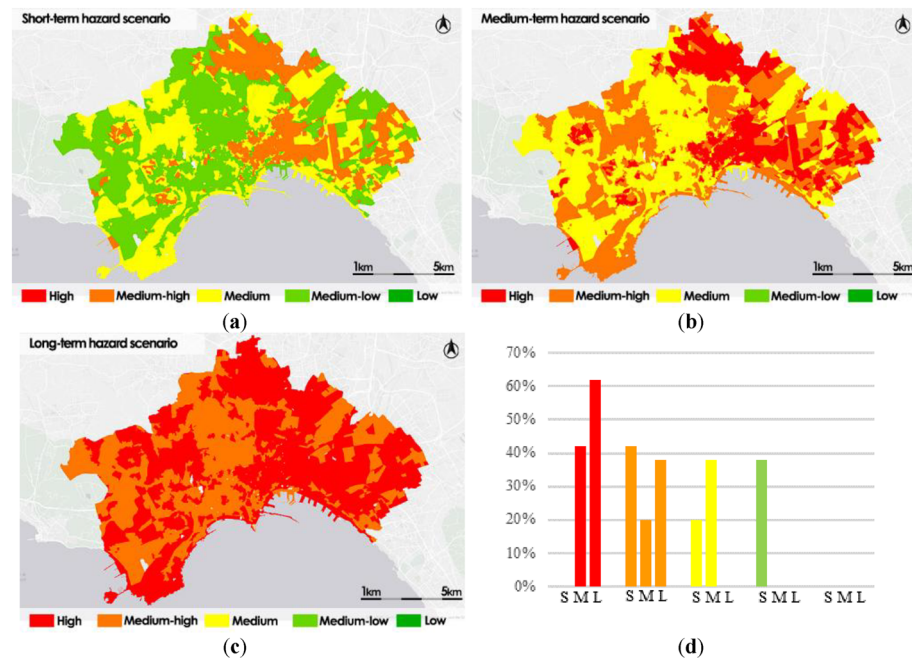 Short-term hazard scenario
1km 5km
High Medium-high Medium Medium-low Low
(a)
Medium-term hazard scenario
1km 5km
High Medium-high Medium Medium-low Low
(b)
Long-term hazard scenario
1km 5km
High Medium-high Medium Medium-low Low
(c)
70%
60%
50%
40%
30%
20%
10%
0%
S M L S M L S M L S M L S M L
(d)